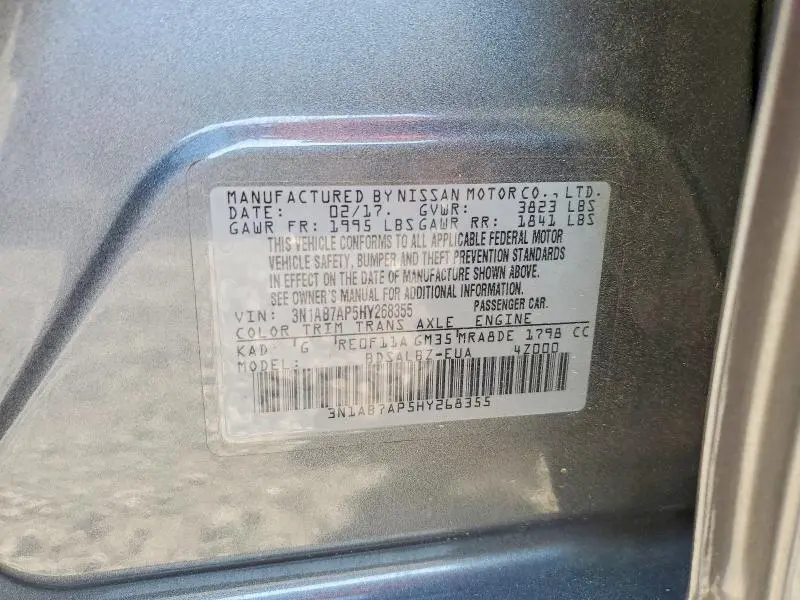 MANUFACTURED BY NISSAN MOTOR CO., LTD.
DATE: 02/17. GVWR: 3823 LBS
GAWR FR: 1995 LBS GAWR RR: 1841 LBS
THIS VEHICLE CONFORMS TO ALL APPLICABLE FEDERAL MOTOR
VEHICLE SAFETY, BUMPER AND THEFT PREVENTION STANDARDS
IN EFFECT ON THE DATE OF MANUFACTURE SHOWN ABOVE.
SEE OWNER'S MANUAL FOR ADDITIONAL INFORMATION.
VIN: 3N1AB7AP5HY268355 PASSENGER CAR.
COLOR TRIM TRANS AXLE ENGINE
KAD G RE0F11A GM35 MRA8DE 1798 CC
MODEL: BDSALBZ-EUA 4Z000
3N1AB7AP5HY268355